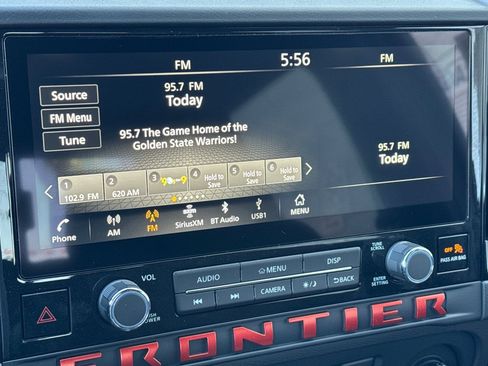 FM 5:56 FM
Source
FM Menu
Tune
95.7 FM
Today
95.7 The Game Home of the
Golden State Warriors!
95.7 FM
Today
1 2 3 4 5 6
102.9 FM 620 AM Hold to Save Hold to Save Hold to Save
Phone AM FM SiriusXM BT Audio USB1 MENU
VOL
PUSH POWER
AUDIO MENU DISP
CAMERA BACK
TUNE SCROLL
ENTER SETTING
OFF
PASS AIR BAG
FRONTIER